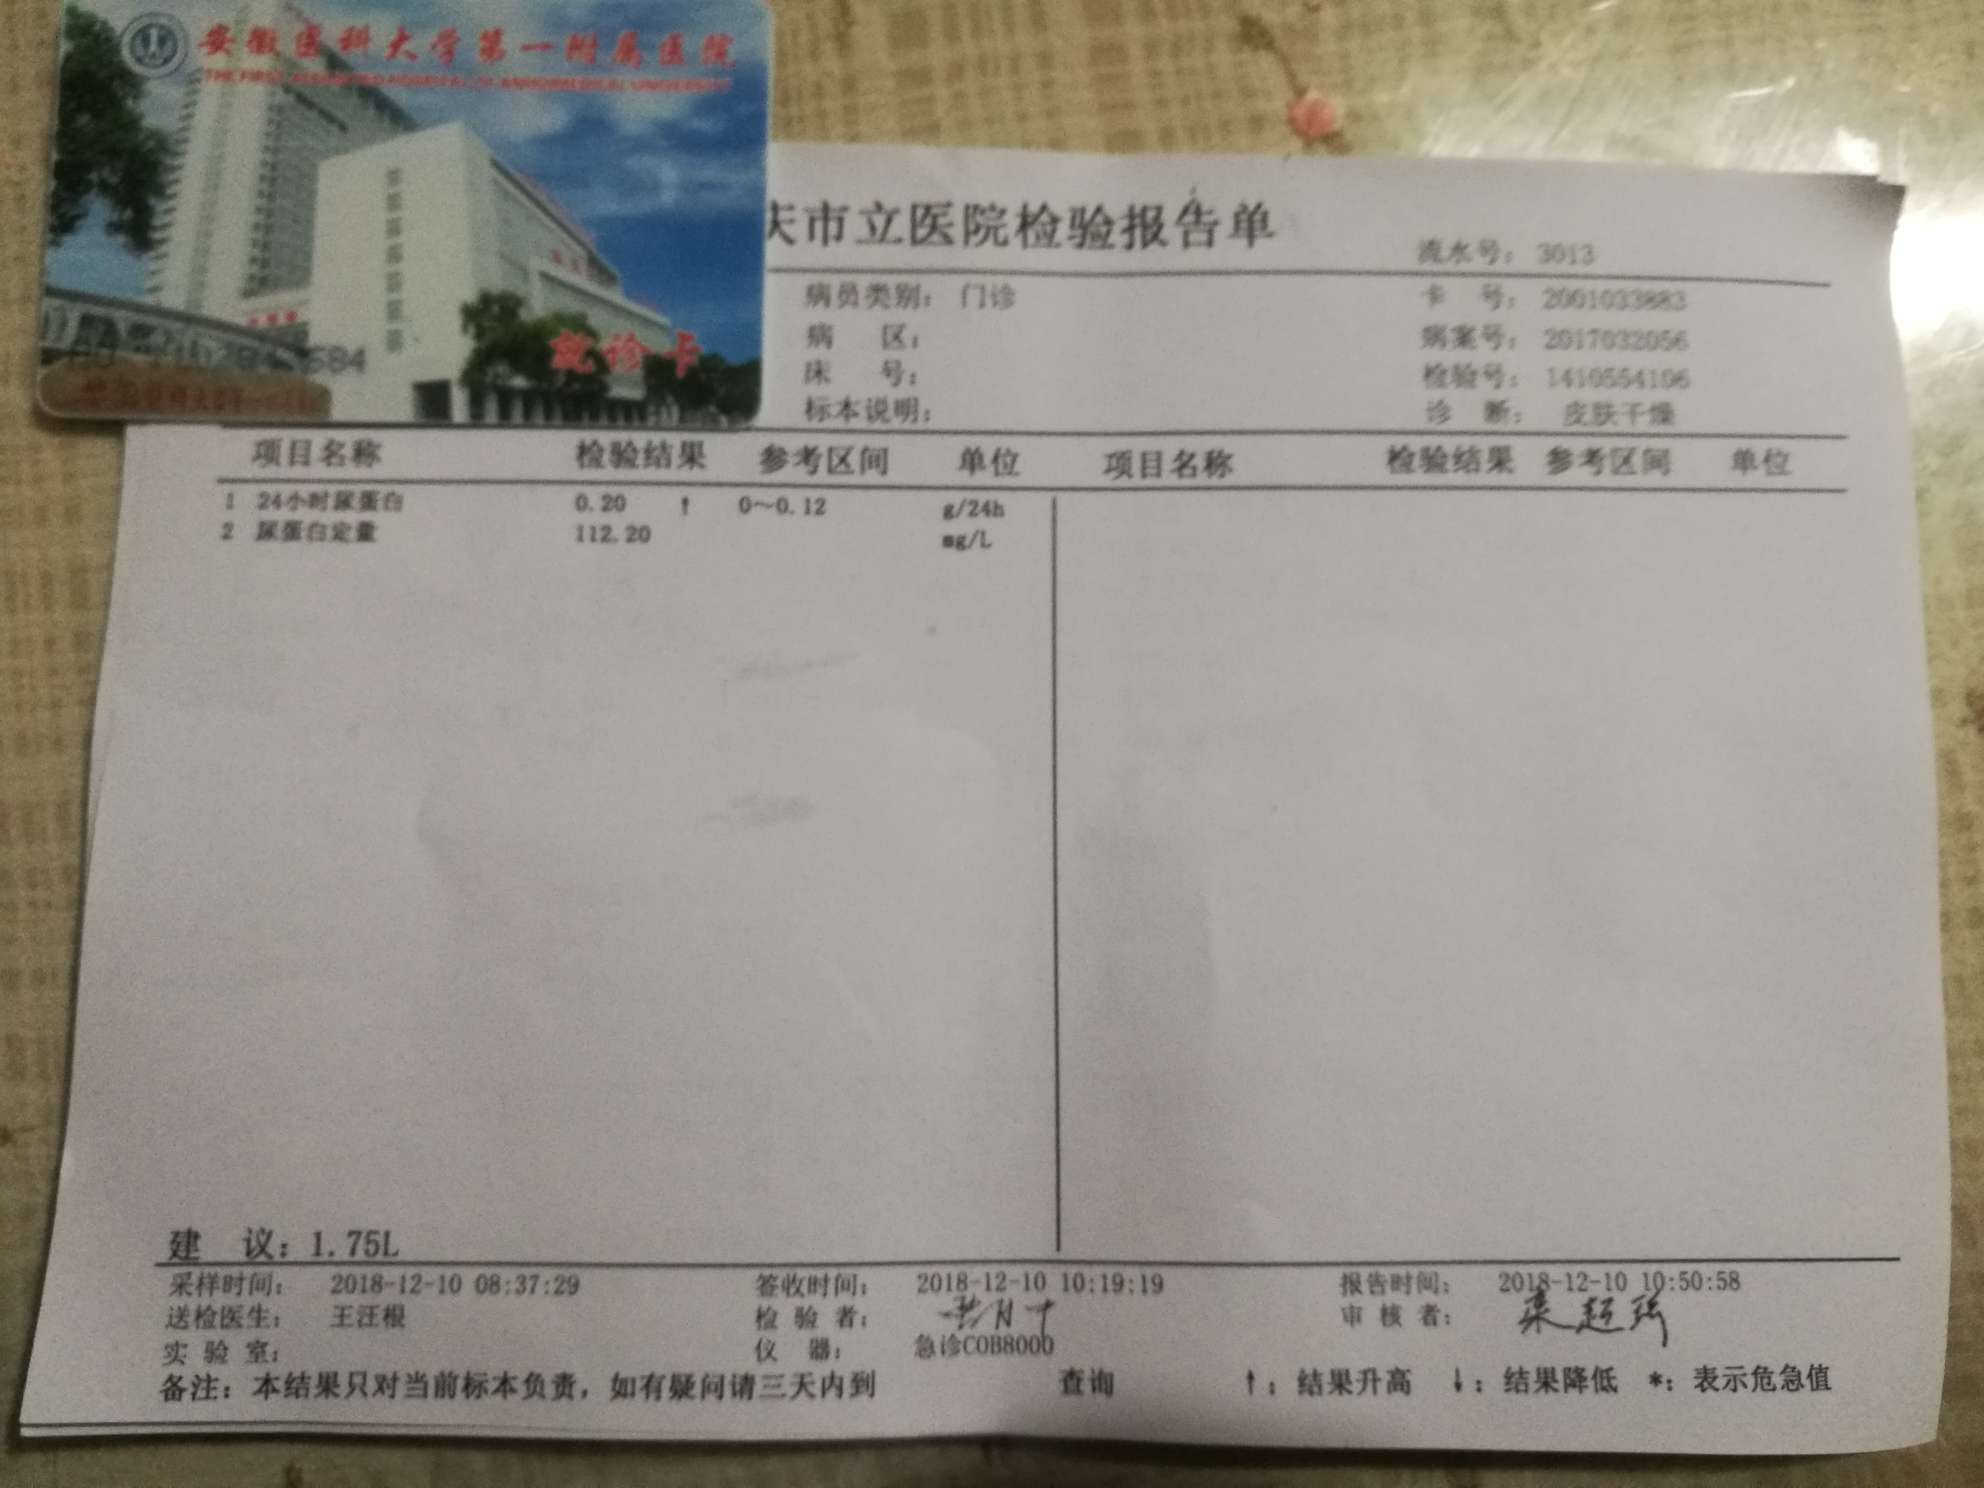 安徽医科大学第一附属医院
THE FIRST AFFILIATED HOSPITAL OF ANHUI MEDICAL UNIVERSITY
就诊卡
市立医院检验报告单
流水号: 3013
病员类别: 门诊 卡 号: 2001033883
病 区: 病案号: 2017032056
床 号: 检验号: 1410554106
标本说明: 诊 断: 皮肤干燥
项目名称 检验结果 参考区间 单位 项目名称 检验结果 参考区间 单位
1 24小时尿蛋白 0.20 ↑ 0~0.12 g/24h
2 尿蛋白定量 112.20 mg/L
建 议: 1.75L
采样时间: 2018-12-10 08:37:29 签收时间: 2018-12-10 10:19:19 报告时间: 2018-12-10 10:50:58
送检医生: 王汪根 检 验 者: 审 核 者:
实 验 室: 仪 器: 急诊COB8000
备注: 本结果只对当前标本负责, 如有疑问请三天内到 查询 ↑: 结果升高 ↓: 结果降低 *: 表示危急值